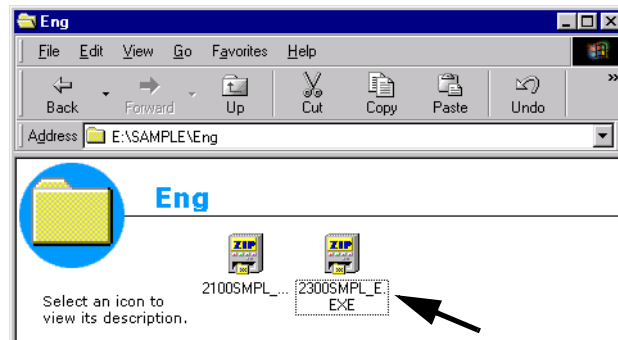 Eng
File Edit View Go Favorites Help
Back Forward Up Cut Copy Paste Undo »
Address E:\SAMPLE\Eng
Eng
ZIP ZIP
2100SMPL_... 2300SMPL_E.
EXE
Select an icon to
view its description.